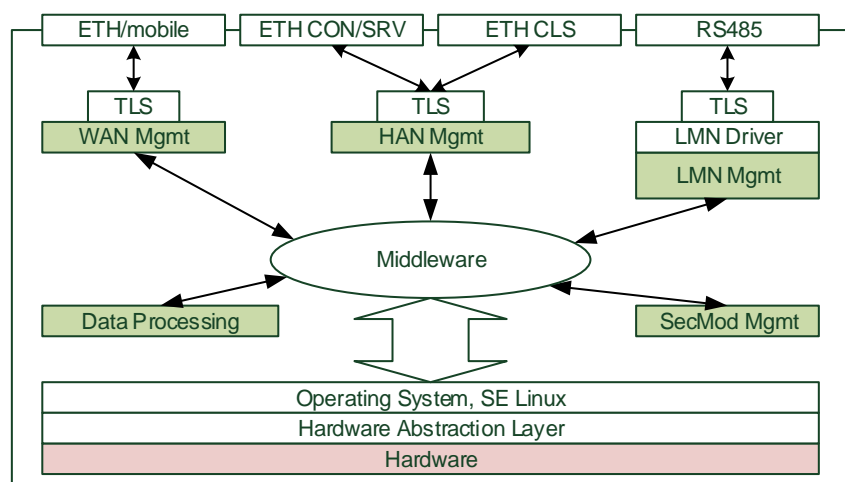 ETH/mobile
ETH CON/SRV
ETH CLS
RS485
TLS
TLS
TLS
WAN Mgmt
HAN Mgmt
LMN Driver
LMN Mgmt
Middleware
Data Processing
SecMod Mgmt
Operating System, SE Linux
Hardware Abstraction Layer
Hardware